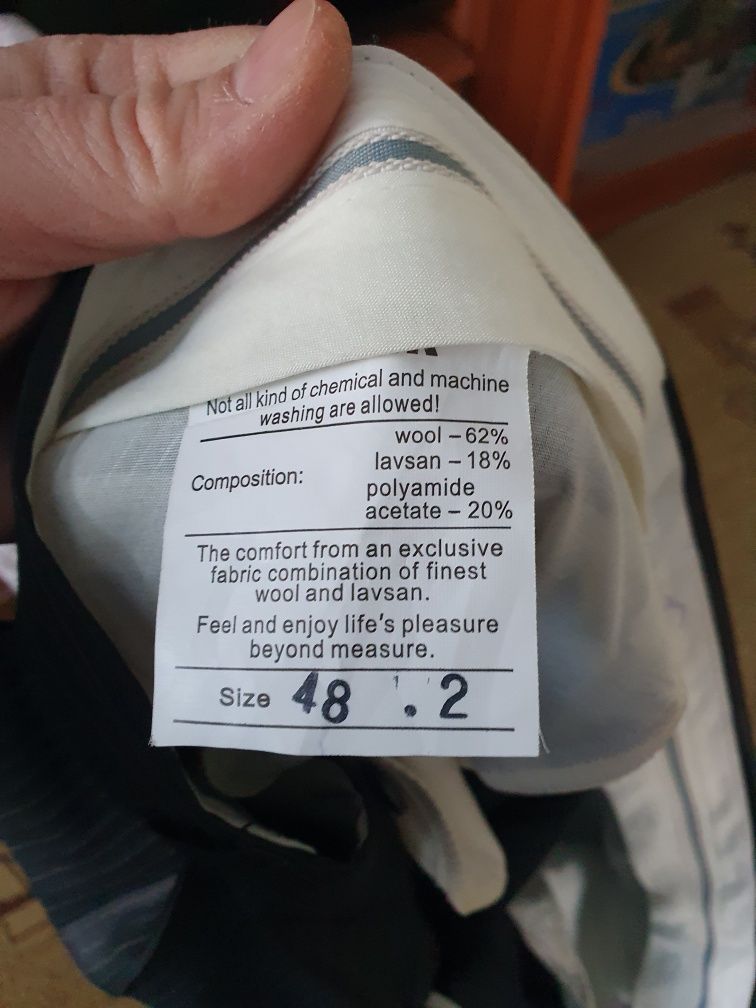 Not all kind of chemical and machine
washing are allowed!
wool – 62%
lavsan – 18%
Composition:
polyamide
acetate – 20%
The comfort from an exclusive
fabric combination of finest
wool and lavsan.
Feel and enjoy life's pleasure
beyond measure.
Size 48 . 2